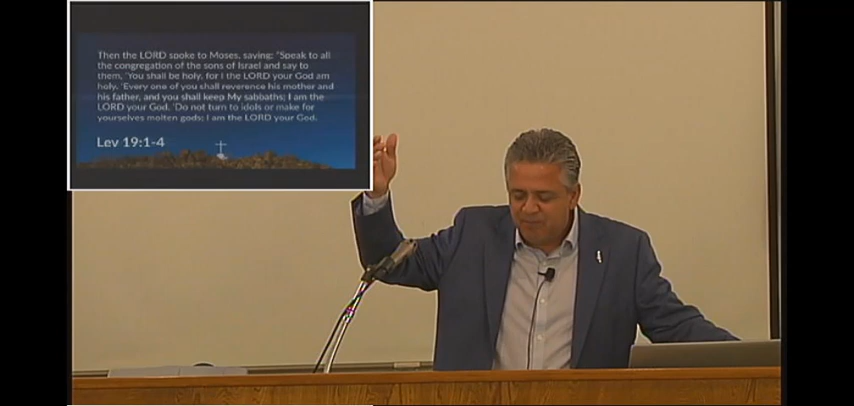 Then the LORD spoke to Moses, saying: "Speak to all
the congregation of the sons of Israel and say to
them, 'You shall be holy, for I the LORD your God am
holy. 'Every one of you shall reverence his mother and
his father, and you shall keep My sabbaths; I am the
LORD your God. 'Do not turn to idols or make for
yourselves molten gods; I am the LORD your God.
Lev 19:1-4